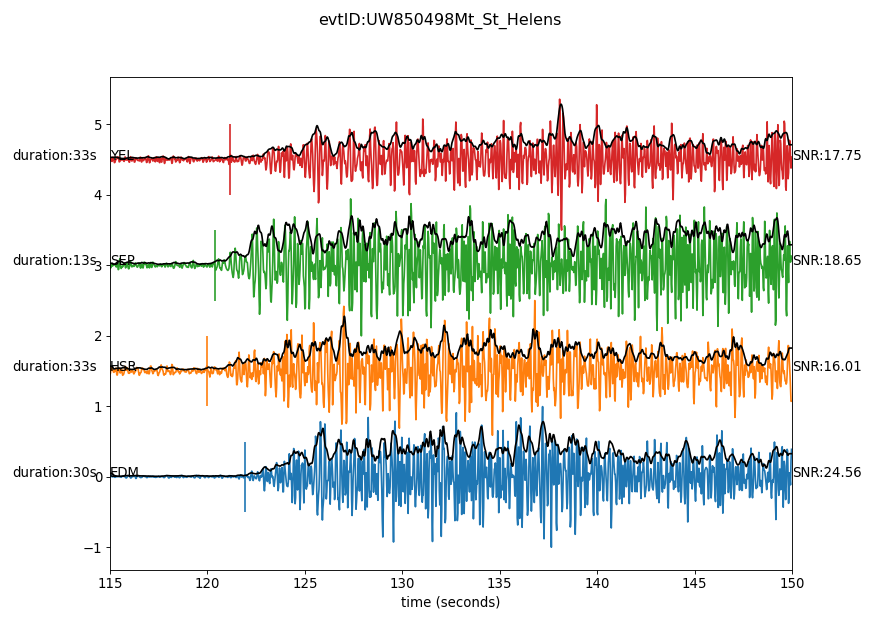 evtID:UW850498Mt_St_Helens
5
duration:33s YEL SNR:17.75
4
duration:13s SEP SNR:18.65
3
2
duration:33s HSR SNR:16.01
1
duration:30s EDM SNR:24.56
0
−1
115 120 125 130 135 140 145 150
time (seconds)